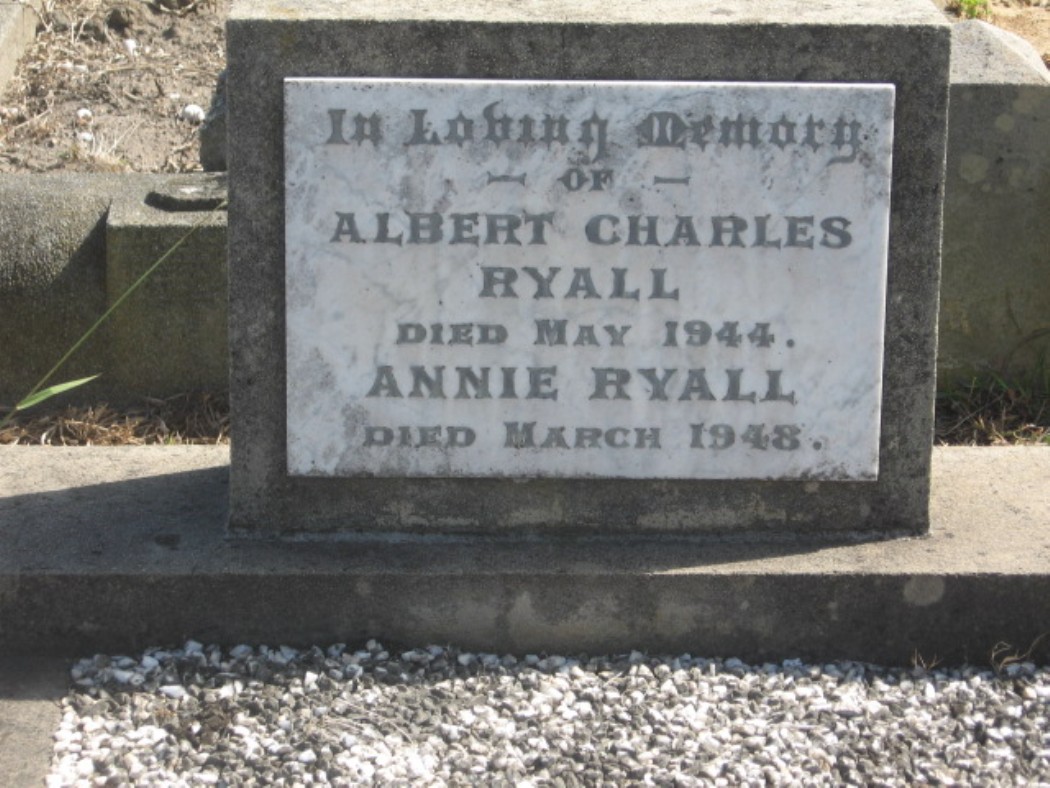 In Loving Memory
— OF —
ALBERT CHARLES
RYALL
DIED MAY 1944.
ANNIE RYALL
DIED MARCH 1948.